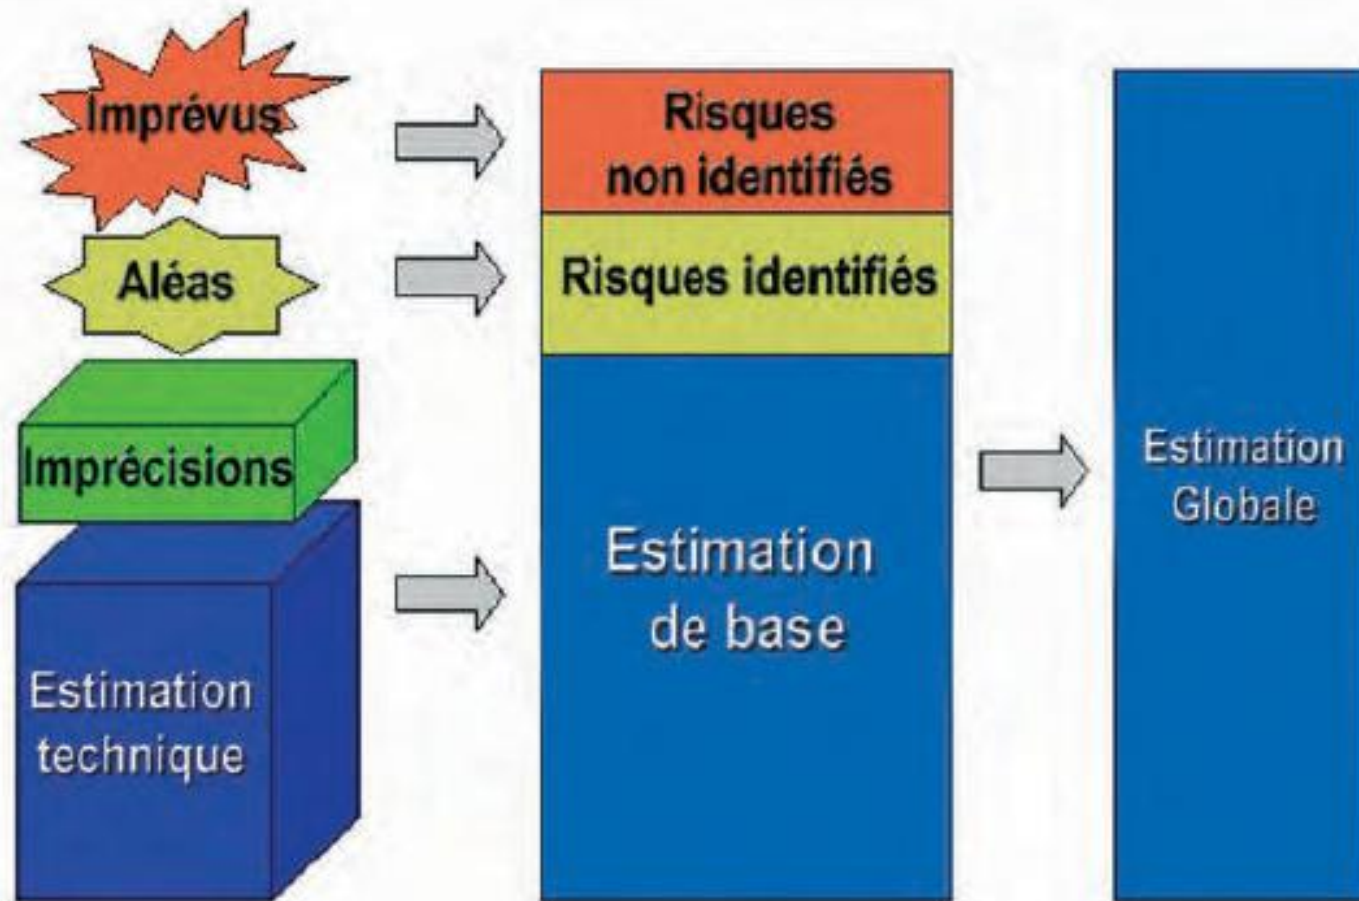 Imprévus
Aléas
Imprécisions
Estimation
technique
Risques
non identifiés
Risques identifiés
Estimation
de base
Estimation
Globale